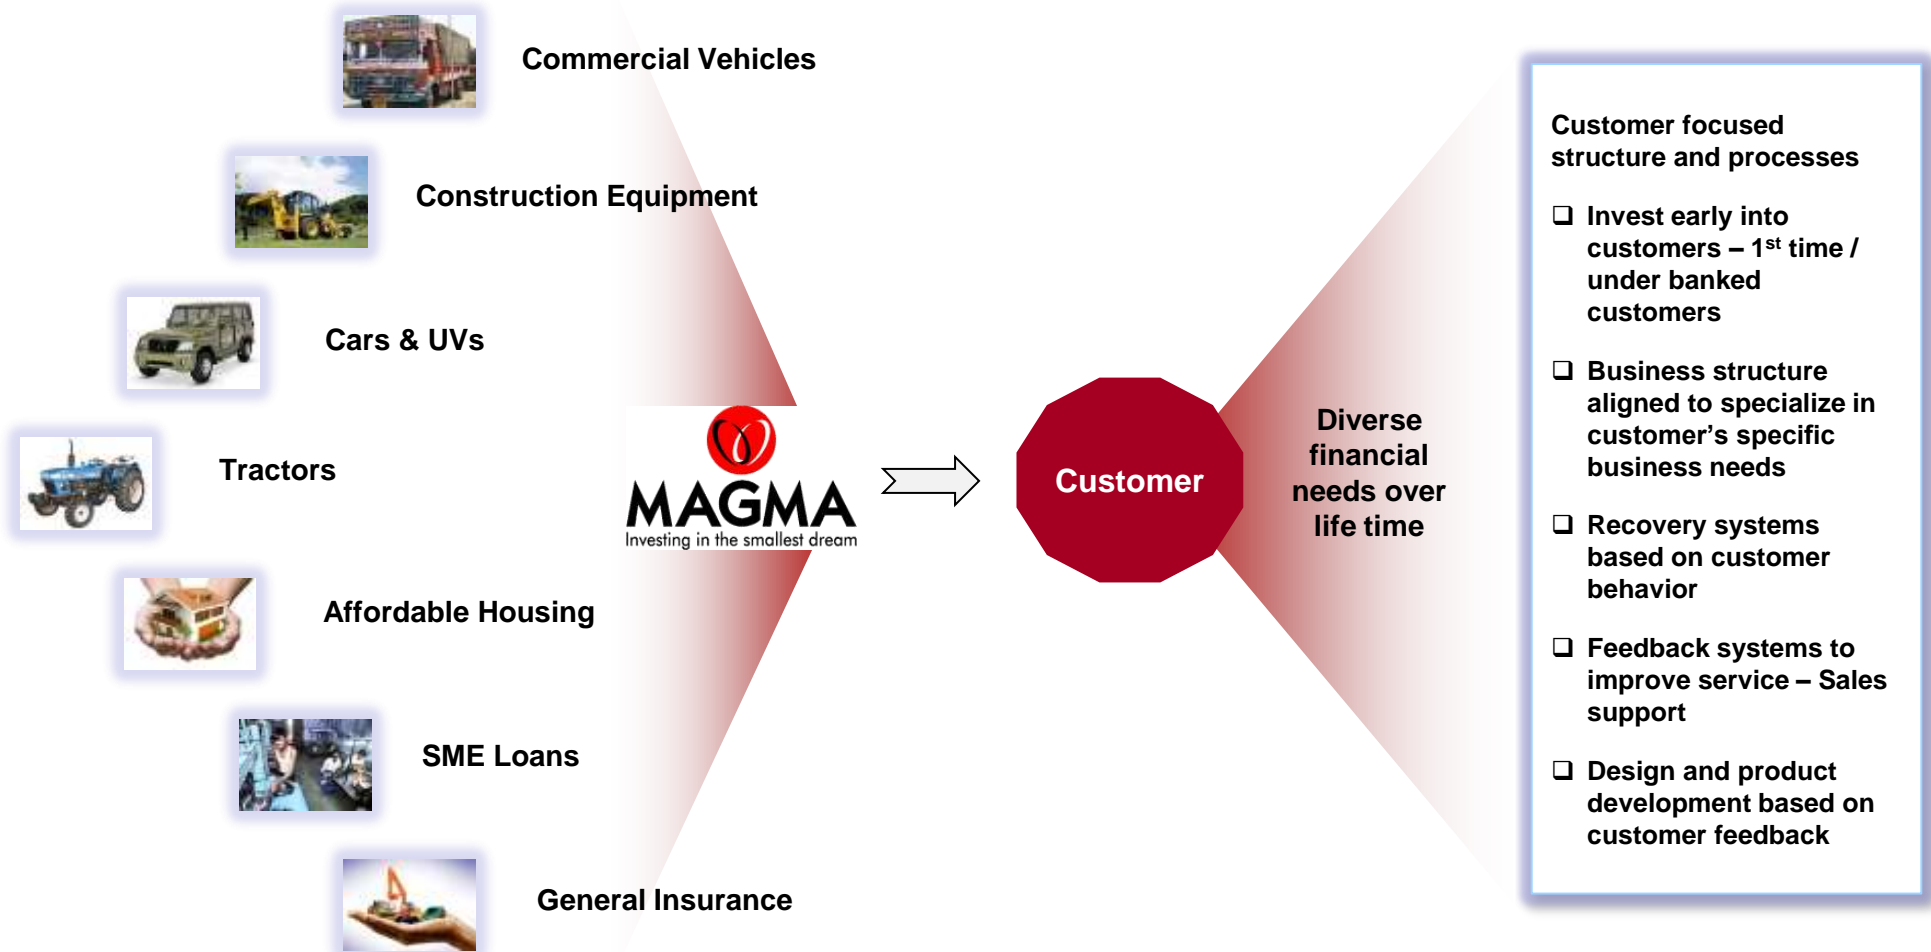 Commercial Vehicles
Construction Equipment
Cars & UVs
Tractors
Affordable Housing
SME Loans
General Insurance
MAGMA
Investing in the smallest dream
Customer
Diverse
financial
needs over
life time
Customer focused
structure and processes
❑ Invest early into
customers – 1st time /
under banked
customers
❑ Business structure
aligned to specialize in
customer’s specific
business needs
❑ Recovery systems
based on customer
behavior
❑ Feedback systems to
improve service – Sales
support
❑ Design and product
development based on
customer feedback